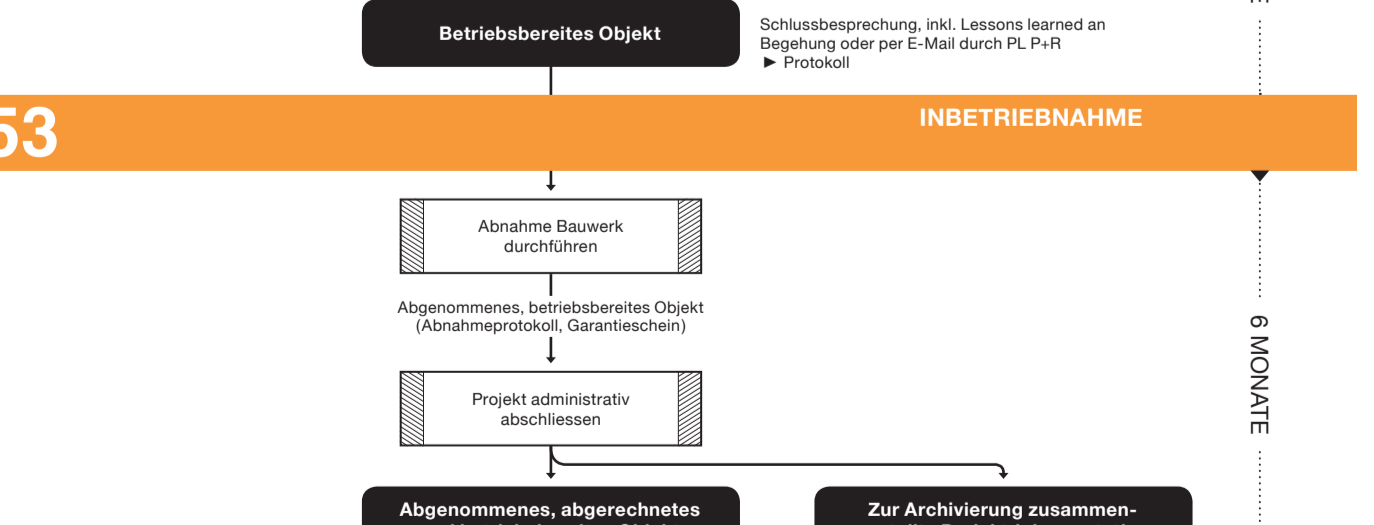 Betriebsbereites Objekt
Schlussbesprechung, inkl. Lessons learned an
Begehung oder per E-Mail durch PL P+R
► Protokoll
53
INBETRIEBNAHME
Abnahme Bauwerk
durchführen
Abgenommenes, betriebsbereites Objekt
(Abnahmeprotokoll, Garantieschein)
6 MONATE
Projekt administrativ
abschliessen
Abgenommenes, abgerechnetes
Zur Archivierung zusammen-